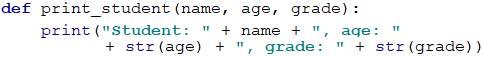 def print_student(name, age, grade):
    print("Student: " + name + ", age: "
          + str(age) + ", grade: " + str(grade))